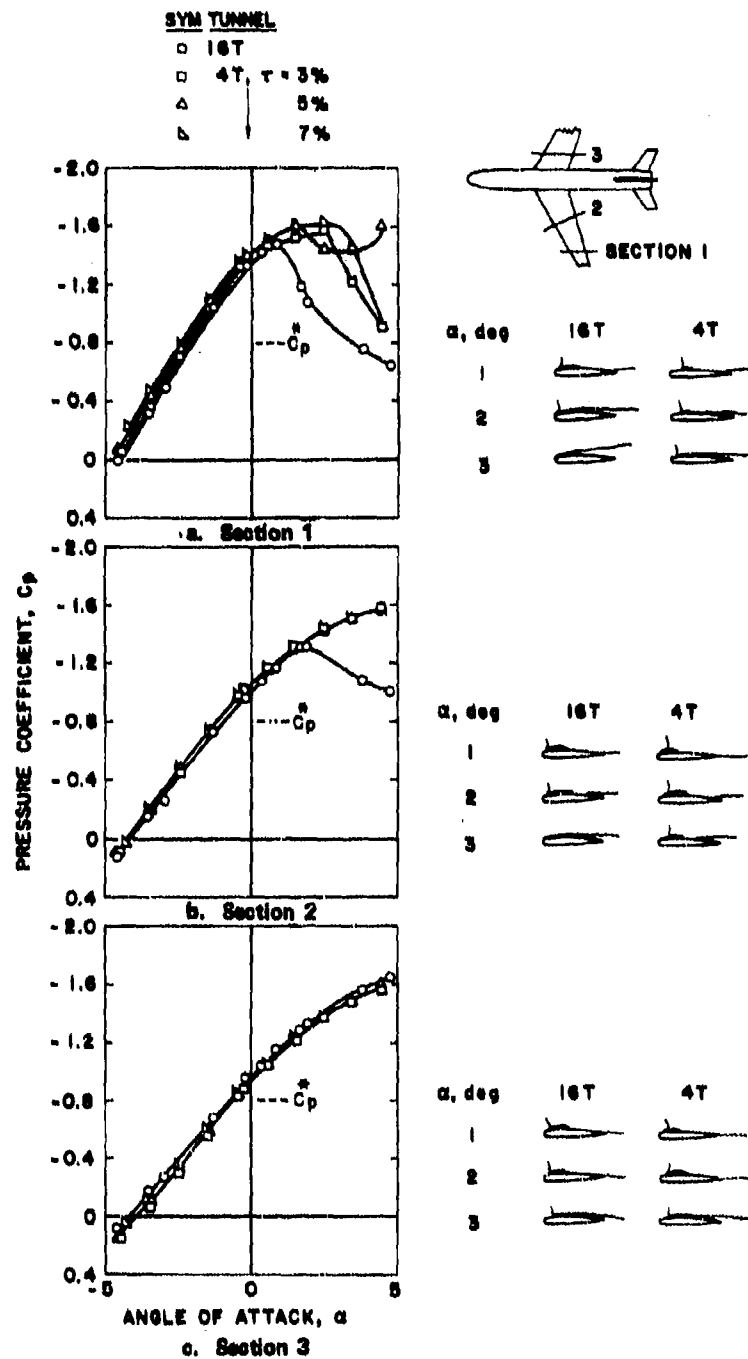 SYM TUNNEL
16T
4T, τ = 3%
5%
7%
-2.0
-1.6
-1.2
-0.8
-0.4
0
0.4
C*p
a. Section 1
3
2
SECTION 1
α, deg 16T 4T
1
2
3
PRESSURE COEFFICIENT, Cp
-2.0
-1.6
-1.2
-0.8
-0.4
0
0.4
C*p
b. Section 2
α, deg 16T 4T
1
2
3
-2.0
-1.6
-1.2
-0.8
-0.4
0
0.4
C*p
-5 0 5
ANGLE OF ATTACK, α
c. Section 3
α, deg 16T 4T
1
2
3